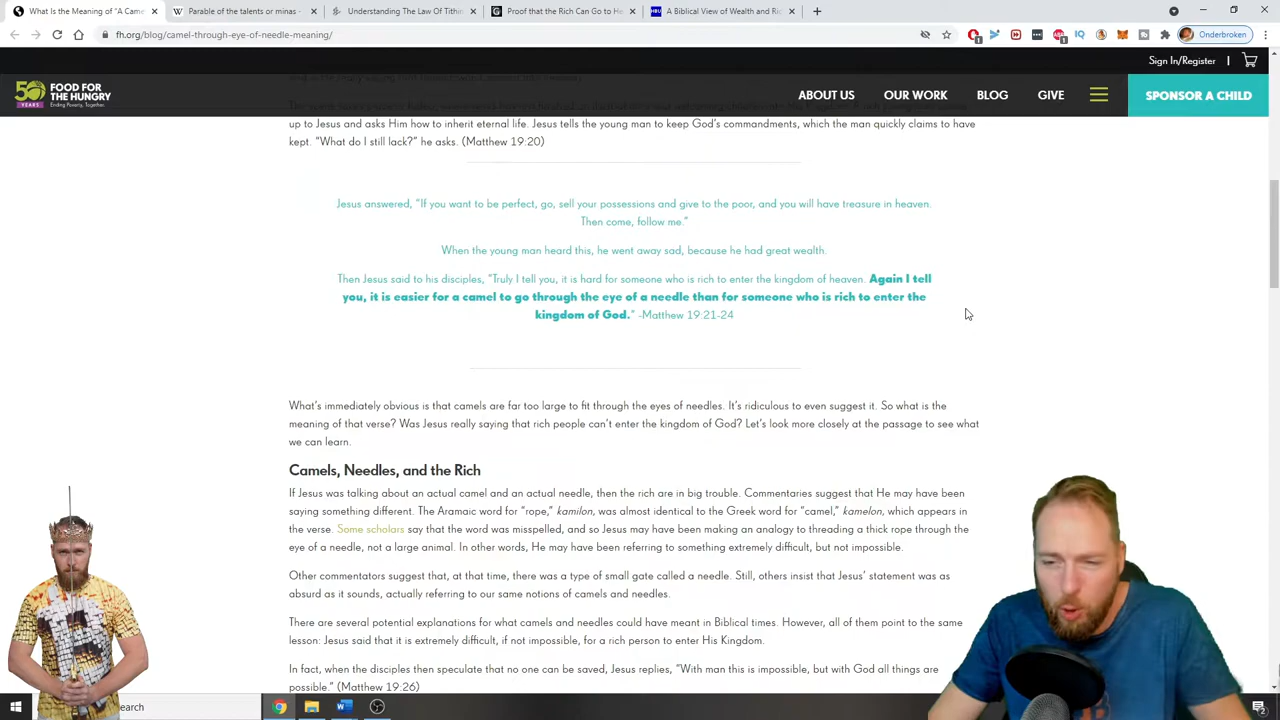 What Is the Meaning of "A Came
Parable of the talents or minas -
Understanding The Law Of Tithin
Proof that the Rich Can Go to He
A Biblical View of Wealth and Ric
fh.org/blog/camel-through-eye-of-needle-meaning/
Onderbroken
Sign In/Register
50 YEARS
FOOD FOR
THE HUNGRY
Ending Poverty, Together.
ABOUT US
OUR WORK
BLOG
GIVE
SPONSOR A CHILD
up to Jesus and asks Him how to inherit eternal life. Jesus tells the young man to keep God's commandments, which the man quickly claims to have
kept. "What do I still lack?" he asks. (Matthew 19:20)
Jesus answered, "If you want to be perfect, go, sell your possessions and give to the poor, and you will have treasure in heaven.
Then come, follow me."
When the young man heard this, he went away sad, because he had great wealth.
Then Jesus said to his disciples, "Truly I tell you, it is hard for someone who is rich to enter the kingdom of heaven. Again I tell
you, it is easier for a camel to go through the eye of a needle than for someone who is rich to enter the
kingdom of God." -Matthew 19:21-24
What's immediately obvious is that camels are far too large to fit through the eyes of needles. It's ridiculous to even suggest it. So what is the
meaning of that verse? Was Jesus really saying that rich people can't enter the kingdom of God? Let's look more closely at the passage to see what
we can learn.
Camels, Needles, and the Rich
If Jesus was talking about an actual camel and an actual needle, then the rich are in big trouble. Commentaries suggest that He may have been
saying something different. The Aramaic word for "rope," kamilon, was almost identical to the Greek word for "camel," kamelon, which appears in
the verse. Some scholars say that the word was misspelled, and so Jesus may have been making an analogy to threading a thick rope through the
eye of a needle, not a large animal. In other words, He may have been referring to something extremely difficult, but not impossible.
Other commentators suggest that, at that time, there was a type of small gate called a needle. Still, others insist that Jesus' statement was as
absurd as it sounds, actually referring to our same notions of camels and needles.
There are several potential explanations for what camels and needles could have meant in Biblical times. However, all of them point to the same
lesson: Jesus said that it is extremely difficult, if not impossible, for a rich person to enter His Kingdom.
In fact, when the disciples then speculate that no one can be saved, Jesus replies, "With man this is impossible, but with God all things are
possible." (Matthew 19:26)
earch